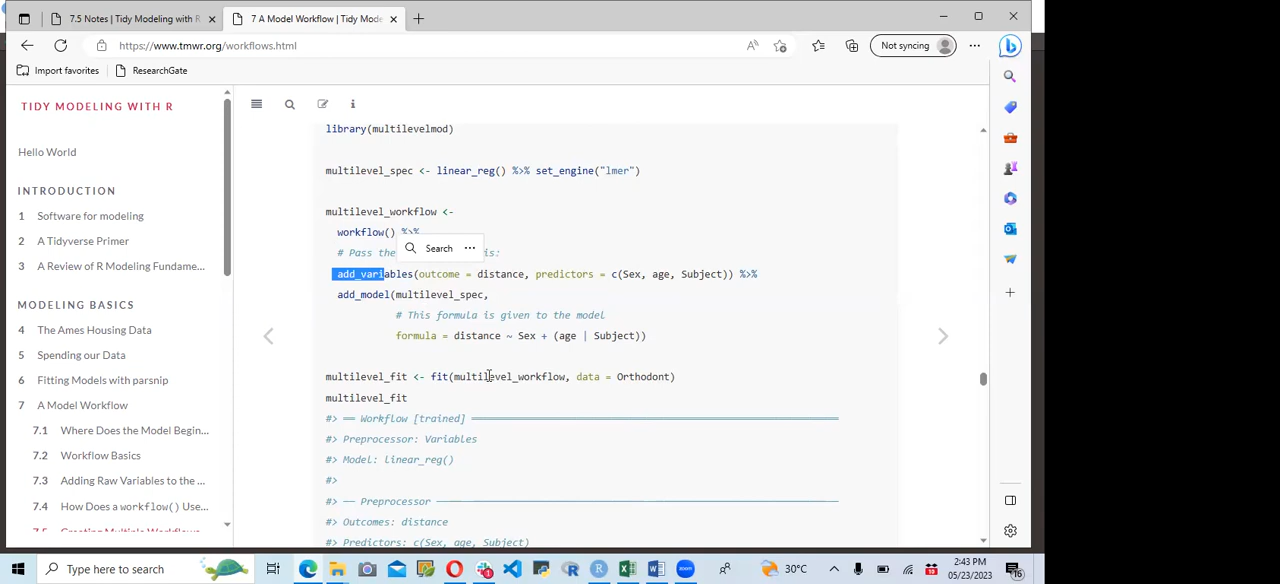 7.5 Notes | Tidy Modeling with R
7 A Model Workflow | Tidy Mode
https://www.tmwr.org/workflows.html
Not syncing
Import favorites
ResearchGate
TIDY MODELING WITH R
Hello World
INTRODUCTION
1 Software for modeling
2 A Tidyverse Primer
3 A Review of R Modeling Fundame...
MODELING BASICS
4 The Ames Housing Data
5 Spending our Data
6 Fitting Models with parsnip
7 A Model Workflow
7.1 Where Does the Model Begin...
7.2 Workflow Basics
7.3 Adding Raw Variables to the ...
7.4 How Does a workflow() Use...
7.5 Creating Multiple Workflows
library(multilevelmod)
multilevel_spec <- linear_reg() %>% set_engine("lmer")
multilevel_workflow <-
workflow() %>%
# Pass the is:
Search ...
add_variables(outcome = distance, predictors = c(Sex, age, Subject)) %>%
add_model(multilevel_spec,
# This formula is given to the model
formula = distance ~ Sex + (age | Subject))
multilevel_fit <- fit(multilevel_workflow, data = Orthodont)
multilevel_fit
#> ══ Workflow [trained] ══════════
#> Preprocessor: Variables
#> Model: linear_reg()
#>
#> ── Preprocessor ──────────
#> Outcomes: distance
#> Predictors: c(Sex, age, Subject)
Type here to search
30°C
2:43 PM
05/23/2023
16